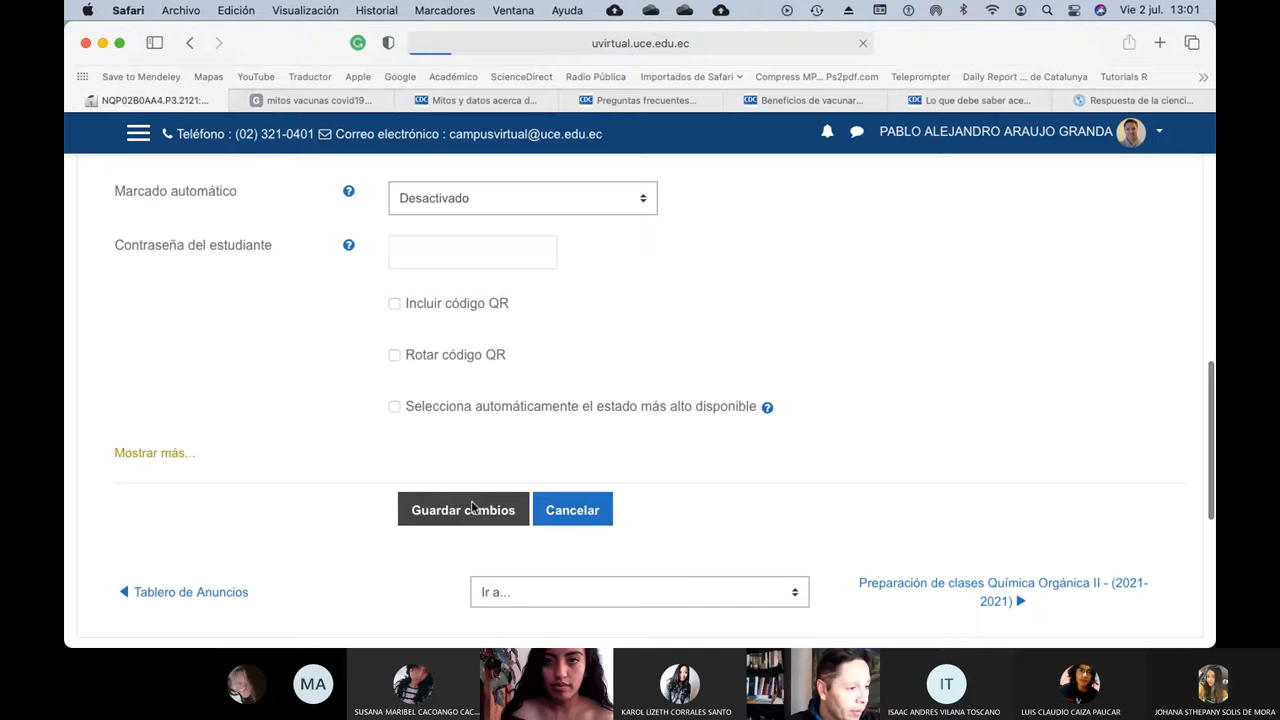 Safari Archivo Edición Visualización Historial Marcadores Ventana Ayuda Vie 2 jul. 13:01
uvirtual.uce.edu.ec
Save to Mendeley Mapas YouTube Traductor Apple Google Académico ScienceDirect Radio Pública Importados de Safari Compress MP... Ps2pdf.com Teleprompter Daily Report ... de Catalunya Tutorials R
NQP02B0AA4.P3.2121:... mitos vacunas covid19... Mitos y datos acerca d... Preguntas frecuentes... Beneficios de vacunar... Lo que debe saber ace... Respuesta de la cienci...
Teléfono : (02) 321-0401 Correo electrónico : campusvirtual@uce.edu.ec PABLO ALEJANDRO ARAUJO GRANDA
Marcado automático
Desactivado
Contraseña del estudiante
Incluir código QR
Rotar código QR
Selecciona automáticamente el estado más alto disponible
Mostrar más...
Guardar cambios Cancelar
Tablero de Anuncios
Ir a...
Preparación de clases Química Orgánica II - (2021-
2021)
MA
IT
SUSANA MARIBEL CACOANGO CAC... KAROL LIZETH CORRALES SANTO ISAAC ANDRES VILANA TOSCANO LUIS CLAUDIO CAIZA PAUCAR JOHANA STHEPANY SOLIS DE MORA